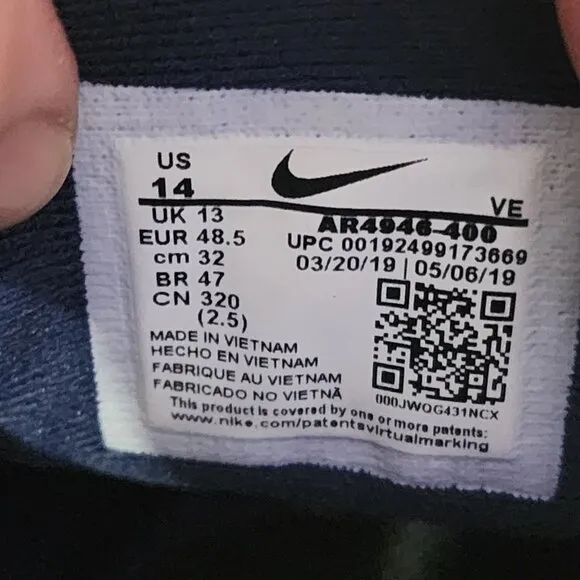 US
14
VE
UK 13
AR4946-400
EUR 48.5
UPC 00192499173669
cm 32
03/20/19 | 05/06/19
BR 47
CN 320
(2.5)
MADE IN VIETNAM
HECHO EN VIETNAM
FABRIQUE AU VIETNAM
FABRICADO NO VIETNÃ
000JWQG431NCX
This product is covered by one or more patents:
www.nike.com/patentsvirtualmarking